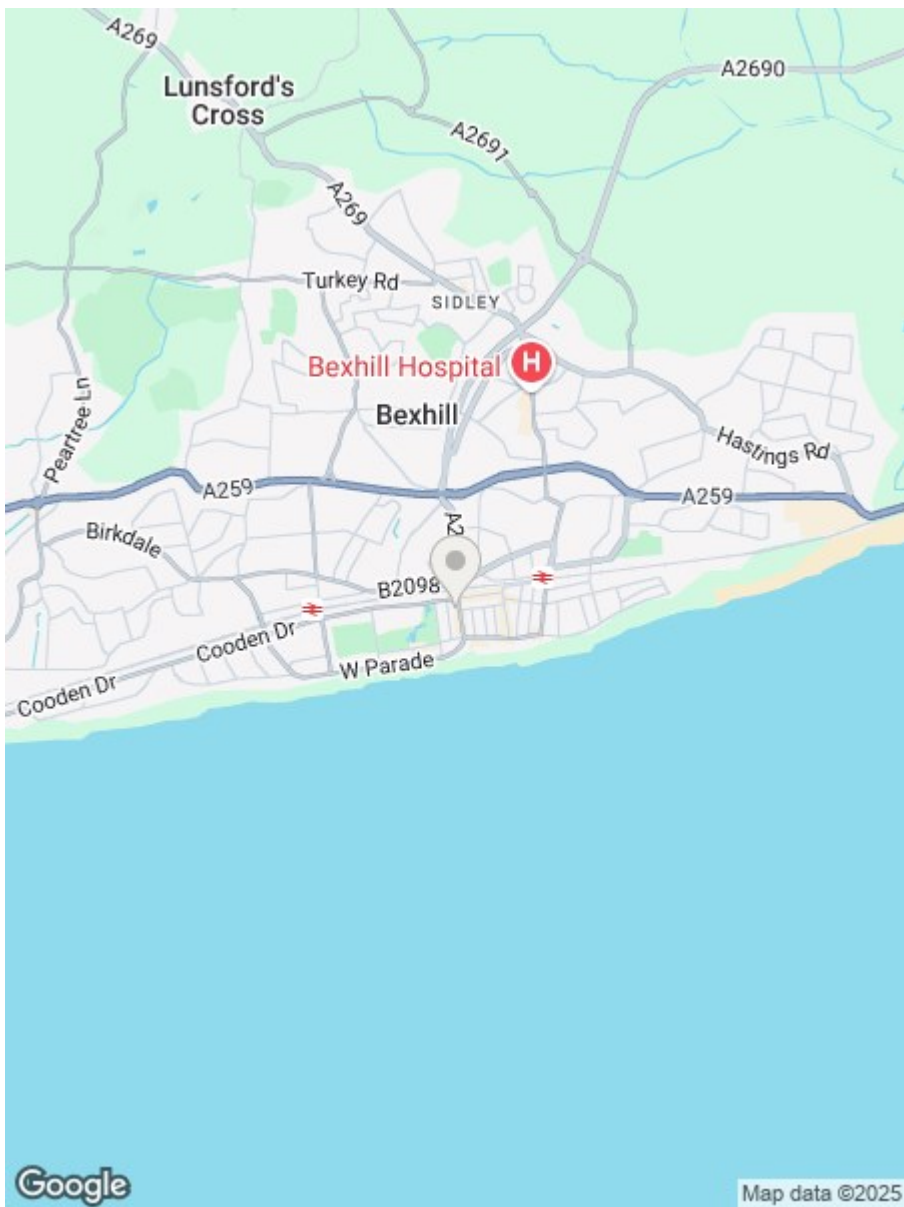 A269
A2690
Lunsford's
Cross
A2691
A269
Turkey Rd
SIDLEY
Bexhill Hospital
H
Bexhill
Peartree Ln
Hastings Rd
A259
A259
Birkdale
A2
B2098
Cooden Dr
W Parade
Cooden Dr
Google
Map data ©2025